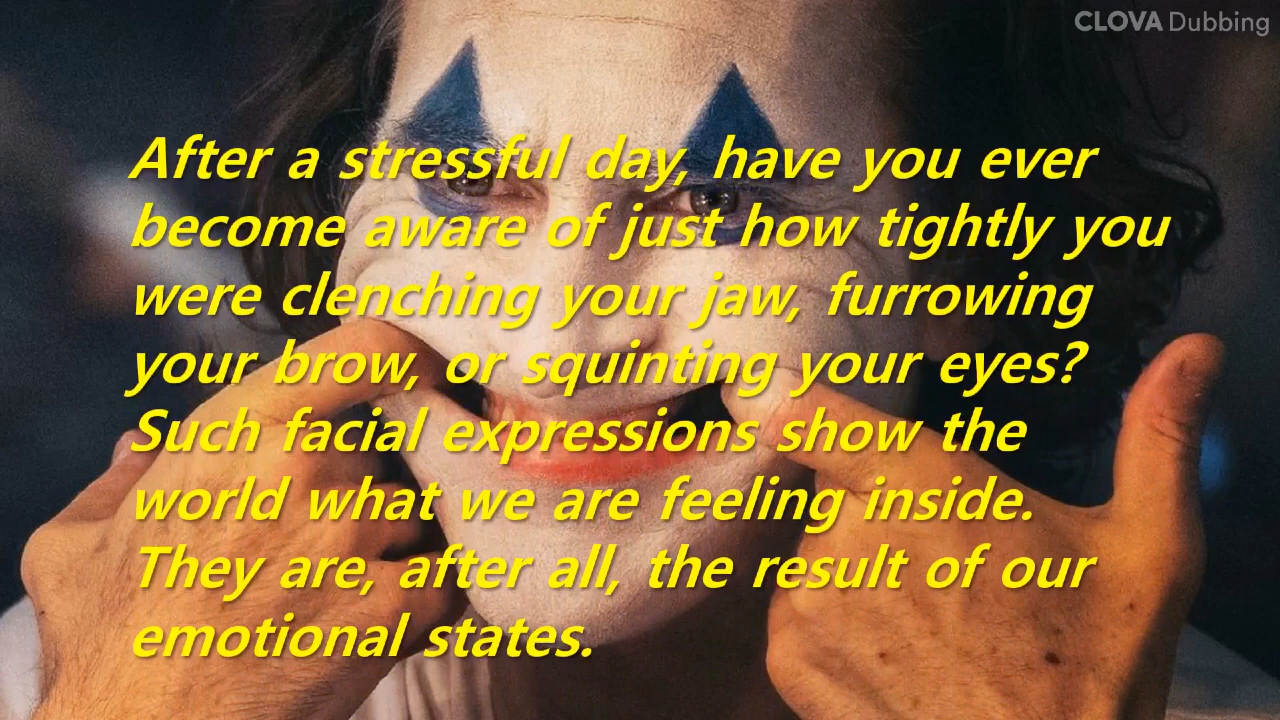 CLOVA Dubbing
After a stressful day, have you ever
become aware of just how tightly you
were clenching your jaw, furrowing
your brow, or squinting your eyes?
Such facial expressions show the
world what we are feeling inside.
They are, after all, the result of our
emotional states.